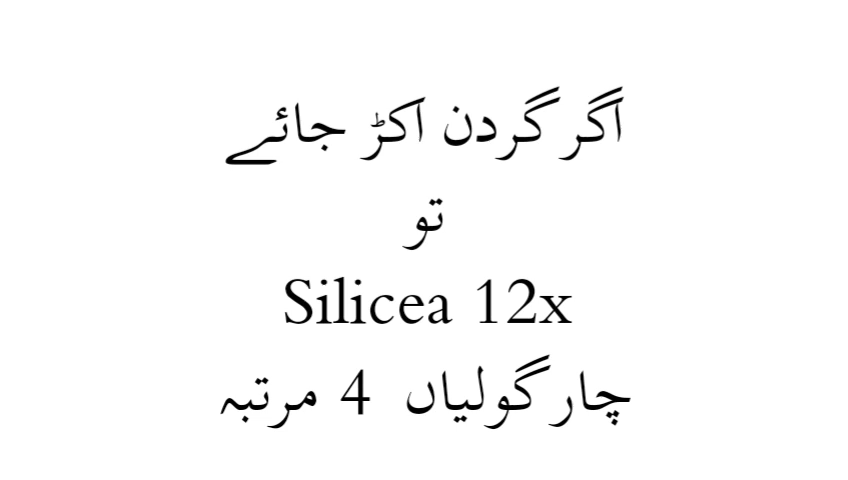 اگر گردن اکڑ جائے
تو
Silicea 12x
چار گولیاں 4 مرتبہ